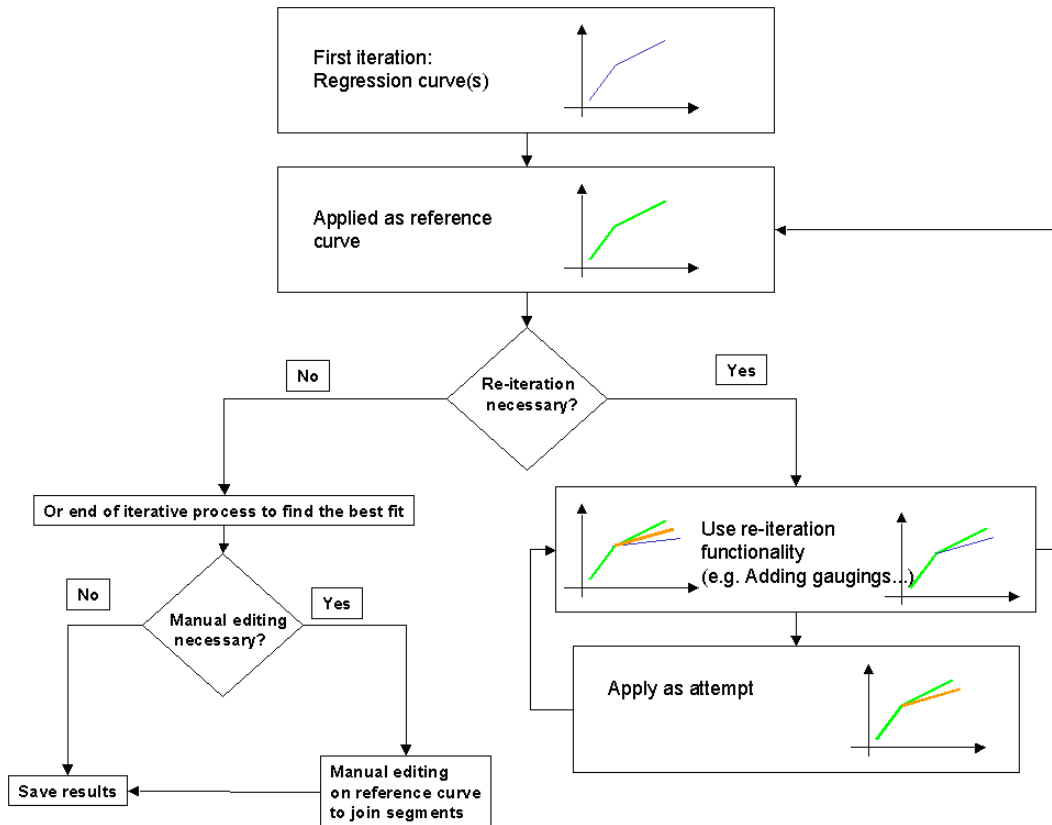 First iteration:
Regression curve(s)
Applied as reference
curve
No
Yes
Re-iteration
necessary?
Or end of iterative process to find the best fit
Use re-iteration
functionality
(e.g. Adding gaugings...)
No
Yes
Manual editing
necessary?
Apply as attempt
Save results
Manual editing
on reference curve
to join segments